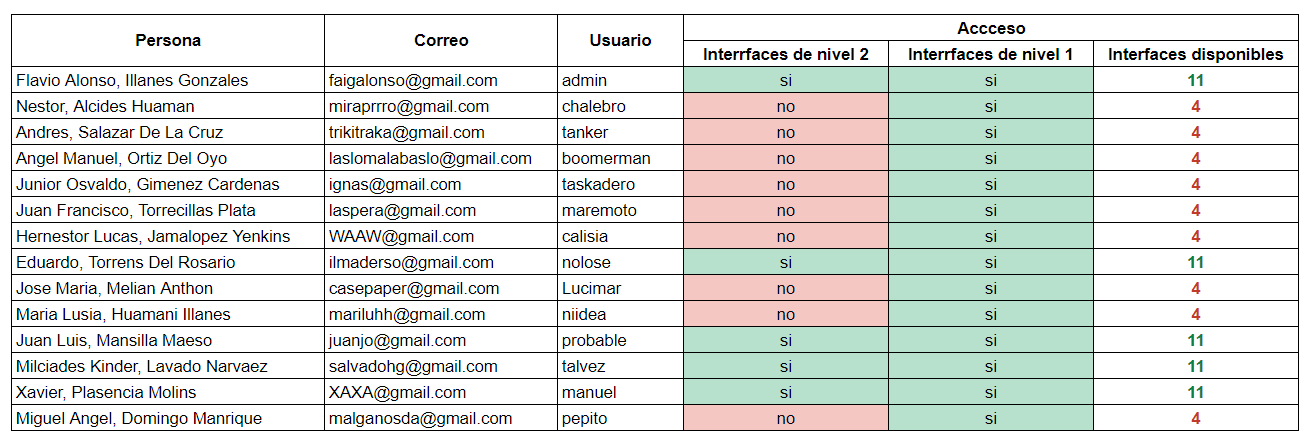 Persona Correo Usuario Accceso
Interrfaces de nivel 2 Interrfaces de nivel 1 Interfaces disponibles
Flavio Alonso, Illanes Gonzales faigalonso@gmail.com admin si si 11
Nestor, Alcides Huaman miraprrro@gmail.com chalebro no si 4
Andres, Salazar De La Cruz trikitraka@gmail.com tanker no si 4
Angel Manuel, Ortiz Del Oyo laslomalabaslo@gmail.com boomerman no si 4
Junior Osvaldo, Gimenez Cardenas ignas@gmail.com taskadero no si 4
Juan Francisco, Torrecillas Plata laspera@gmail.com maremoto no si 4
Hernestor Lucas, Jamalopez Yenkins WAAW@gmail.com calisia no si 4
Eduardo, Torrens Del Rosario ilmaderso@gmail.com nolose si si 11
Jose Maria, Melian Anthon casepaper@gmail.com Lucimar no si 4
Maria Lusia, Huamani Illanes mariluhh@gmail.com niidea no si 4
Juan Luis, Mansilla Maeso juanjo@gmail.com probable si si 11
Milciades Kinder, Lavado Narvaez salvadohg@gmail.com talvez si si 11
Xavier, Plasencia Molins XAXA@gmail.com manuel si si 11
Miguel Angel, Domingo Manrique malganosda@gmail.com pepito no si 4